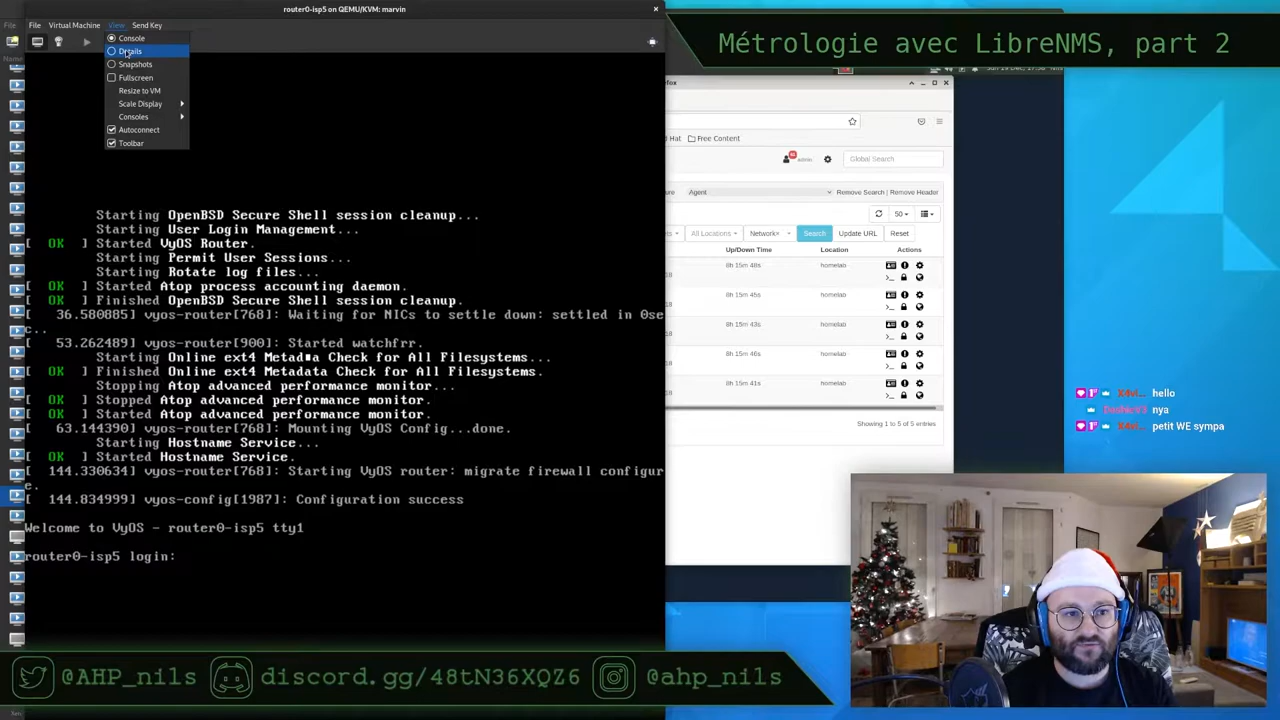 router0-isp5 on QEMU/KVM: marvin
File
File Virtual Machine View Send Key
Console
Details
Snapshots
Fullscreen
Resize to VM
Scale Display
Consoles
Autoconnect
Toolbar
Starting OpenBSD Secure Shell session cleanup...
Starting User Login Management...
[ OK ] Started VyOS Router.
Starting Permit User Sessions...
Starting Rotate log files...
[ OK ] Started Atop process accounting daemon.
[ OK ] Finished OpenBSD Secure Shell session cleanup.
[ 36.580885] vyos-router[768]: Waiting for NICs to settle down: settled in 0se
c..
[ 53.262489] vyos-router[900]: Started watchfrr.
Starting Online ext4 Metadata Check for All Filesystems...
[ OK ] Finished Online ext4 Metadata Check for All Filesystems.
Stopping Atop advanced performance monitor...
[ OK ] Stopped Atop advanced performance monitor.
[ OK ] Started Atop advanced performance monitor.
[ 63.144390] vyos-router[768]: Mounting VyOS Config...done.
Starting Hostname Service...
[ OK ] Started Hostname Service.
[ 144.330634] vyos-router[768]: Starting VyOS router: migrate firewall configur
e.
[ 144.834999] vyos-config[1987]: Configuration success
Welcome to VyOS - router0-isp5 tty1
router0-isp5 login:
Métrologie avec LibreNMS, part 2
Free Content
admin
Global Search
Agent
Remove Search | Remove Header
50
All Locations
Network
Search
Update URL
Reset
Up/Down Time Location Actions
8h 15m 48s homelab
8h 15m 45s homelab
8h 15m 43s homelab
8h 15m 46s homelab
8h 15m 41s homelab
Showing 1 to 5 of 5 entries
hello
nya
petit WE sympa
@AHP_nils
discord.gg/48tN36XQZ6
@ahp_nils